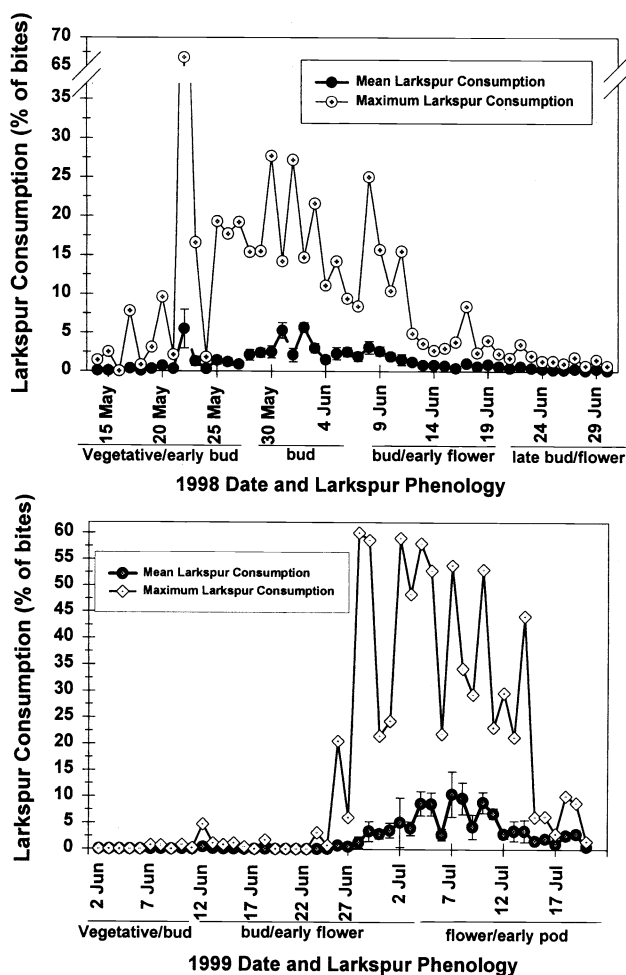 70
65
35
30
25
20
15
10
5
0
Larkspur Consumption (% of bites)
Mean Larkspur Consumption
Maximum Larkspur Consumption
15 May
20 May
25 May
30 May
4 Jun
9 Jun
14 Jun
19 Jun
24 Jun
29 Jun
Vegetative/early bud
bud
bud/early flower
late bud/flower
1998 Date and Larkspur Phenology
60
55
50
45
40
35
30
25
20
15
10
5
0
Larkspur Consumption (% of bites)
Mean Larkspur Consumption
Maximum Larkspur Consumption
2 Jun
7 Jun
12 Jun
17 Jun
22 Jun
27 Jun
2 Jul
7 Jul
12 Jul
17 Jul
Vegetative/bud
bud/early flower
flower/early pod
1999 Date and Larkspur Phenology